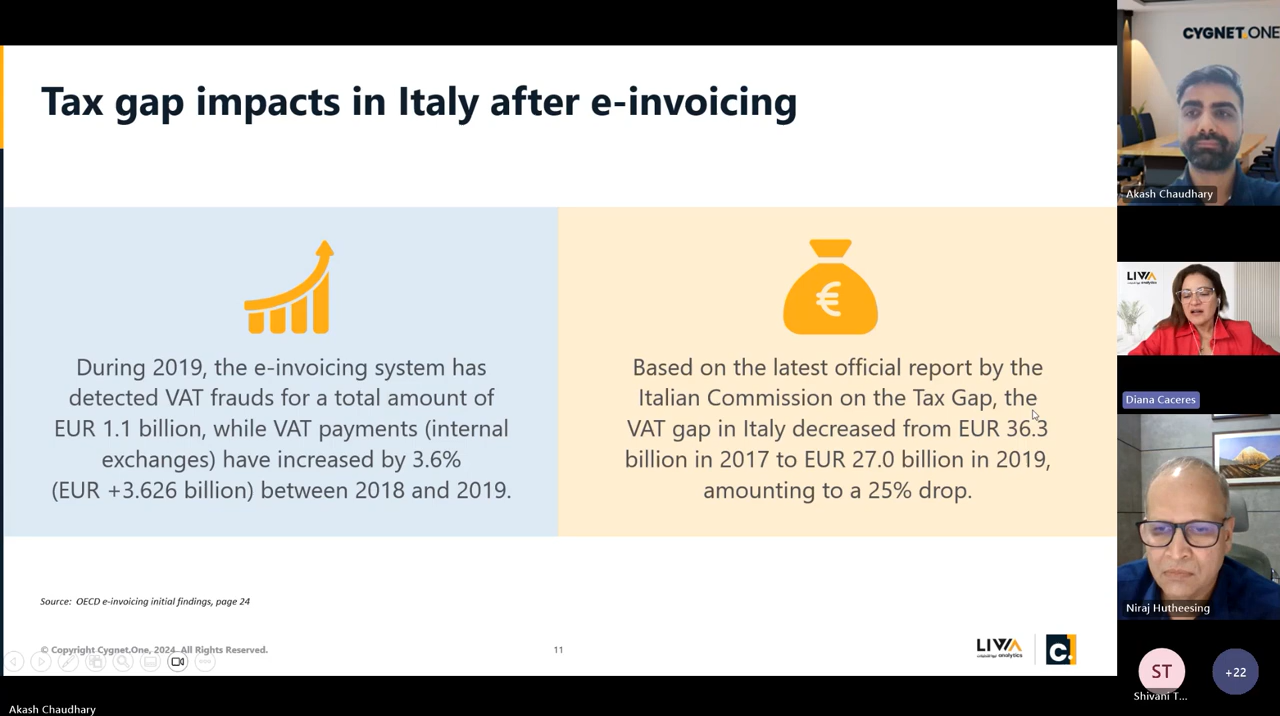 Tax gap impacts in Italy after e-invoicing
During 2019, the e-invoicing system has
detected VAT frauds for a total amount of
EUR 1.1 billion, while VAT payments (internal
exchanges) have increased by 3.6%
(EUR +3.626 billion) between 2018 and 2019.
€
Based on the latest official report by the
Italian Commission on the Tax Gap, the
VAT gap in Italy decreased from EUR 36.3
billion in 2017 to EUR 27.0 billion in 2019,
amounting to a 25% drop.
Source: OECD e-invoicing initial findings, page 24
© Copyright Cygnet.One, 2024 All Rights Reserved.
11
LIWA
analytics
C.
Akash Chaudhary
CYGNET.ONE
Akash Chaudhary
LIWA
analytics
Diana Caceres
Niraj Hutheesing
ST
Shivani T...
+22